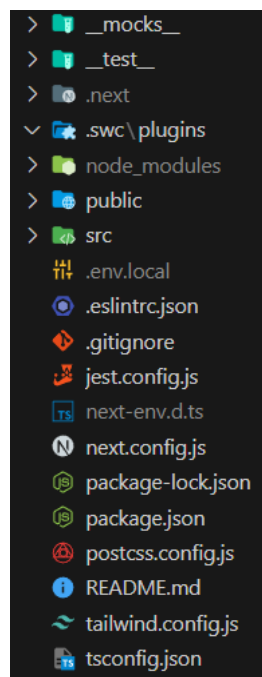 __mocks__
__test__
.next
.swc\plugins
node_modules
public
src
.env.local
.eslintrc.json
.gitignore
jest.config.js
next-env.d.ts
next.config.js
package-lock.json
package.json
postcss.config.js
README.md
tailwind.config.js
tsconfig.json